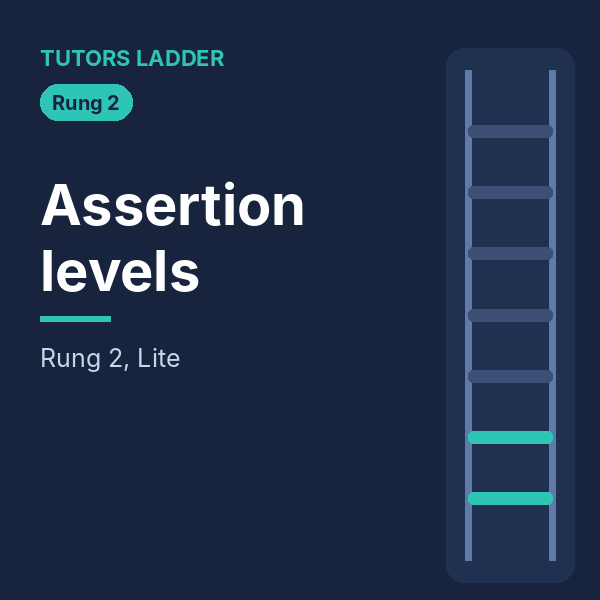 TUTORS LADDER
Rung 2
Assertion
levels
Rung 2, Lite